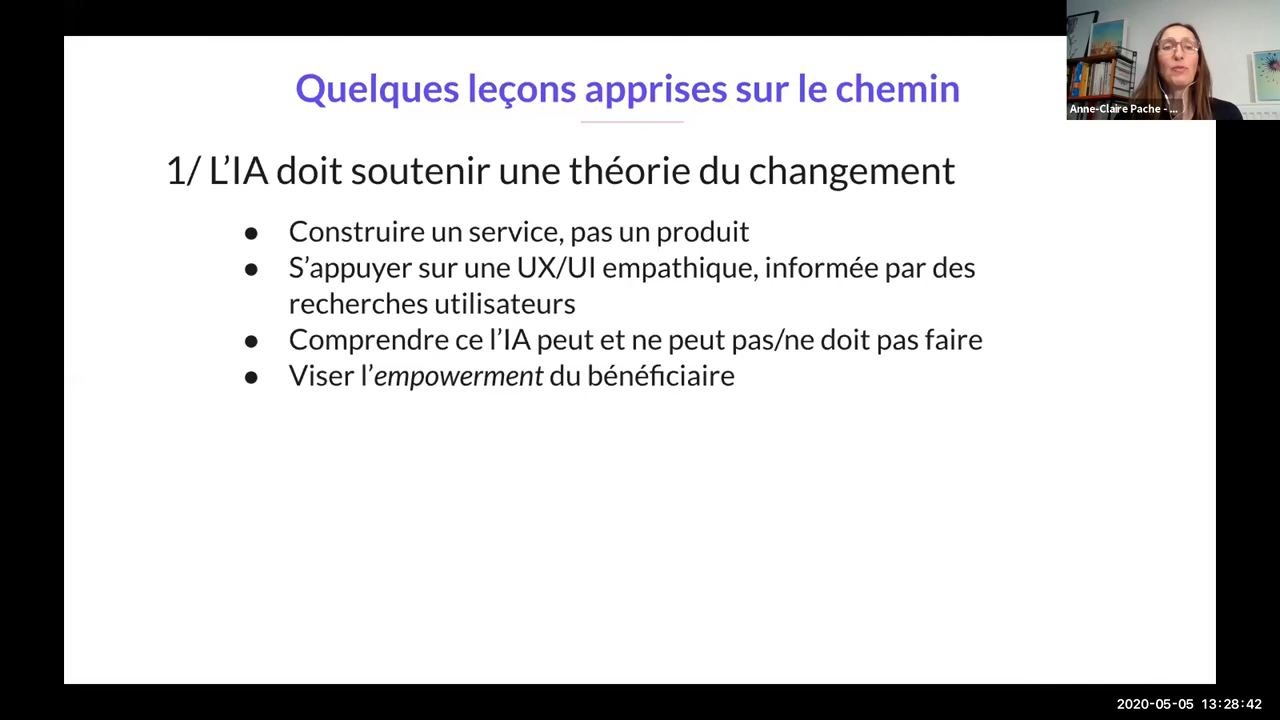 Quelques leçons apprises sur le chemin
Anne-Claire Pache - ...
1/ L’IA doit soutenir une théorie du changement
● Construire un service, pas un produit
● S’appuyer sur une UX/UI empathique, informée par des
recherches utilisateurs
● Comprendre ce l’IA peut et ne peut pas/ne doit pas faire
● Viser l’empowerment du bénéficiaire
2020-05-05 13:28:42